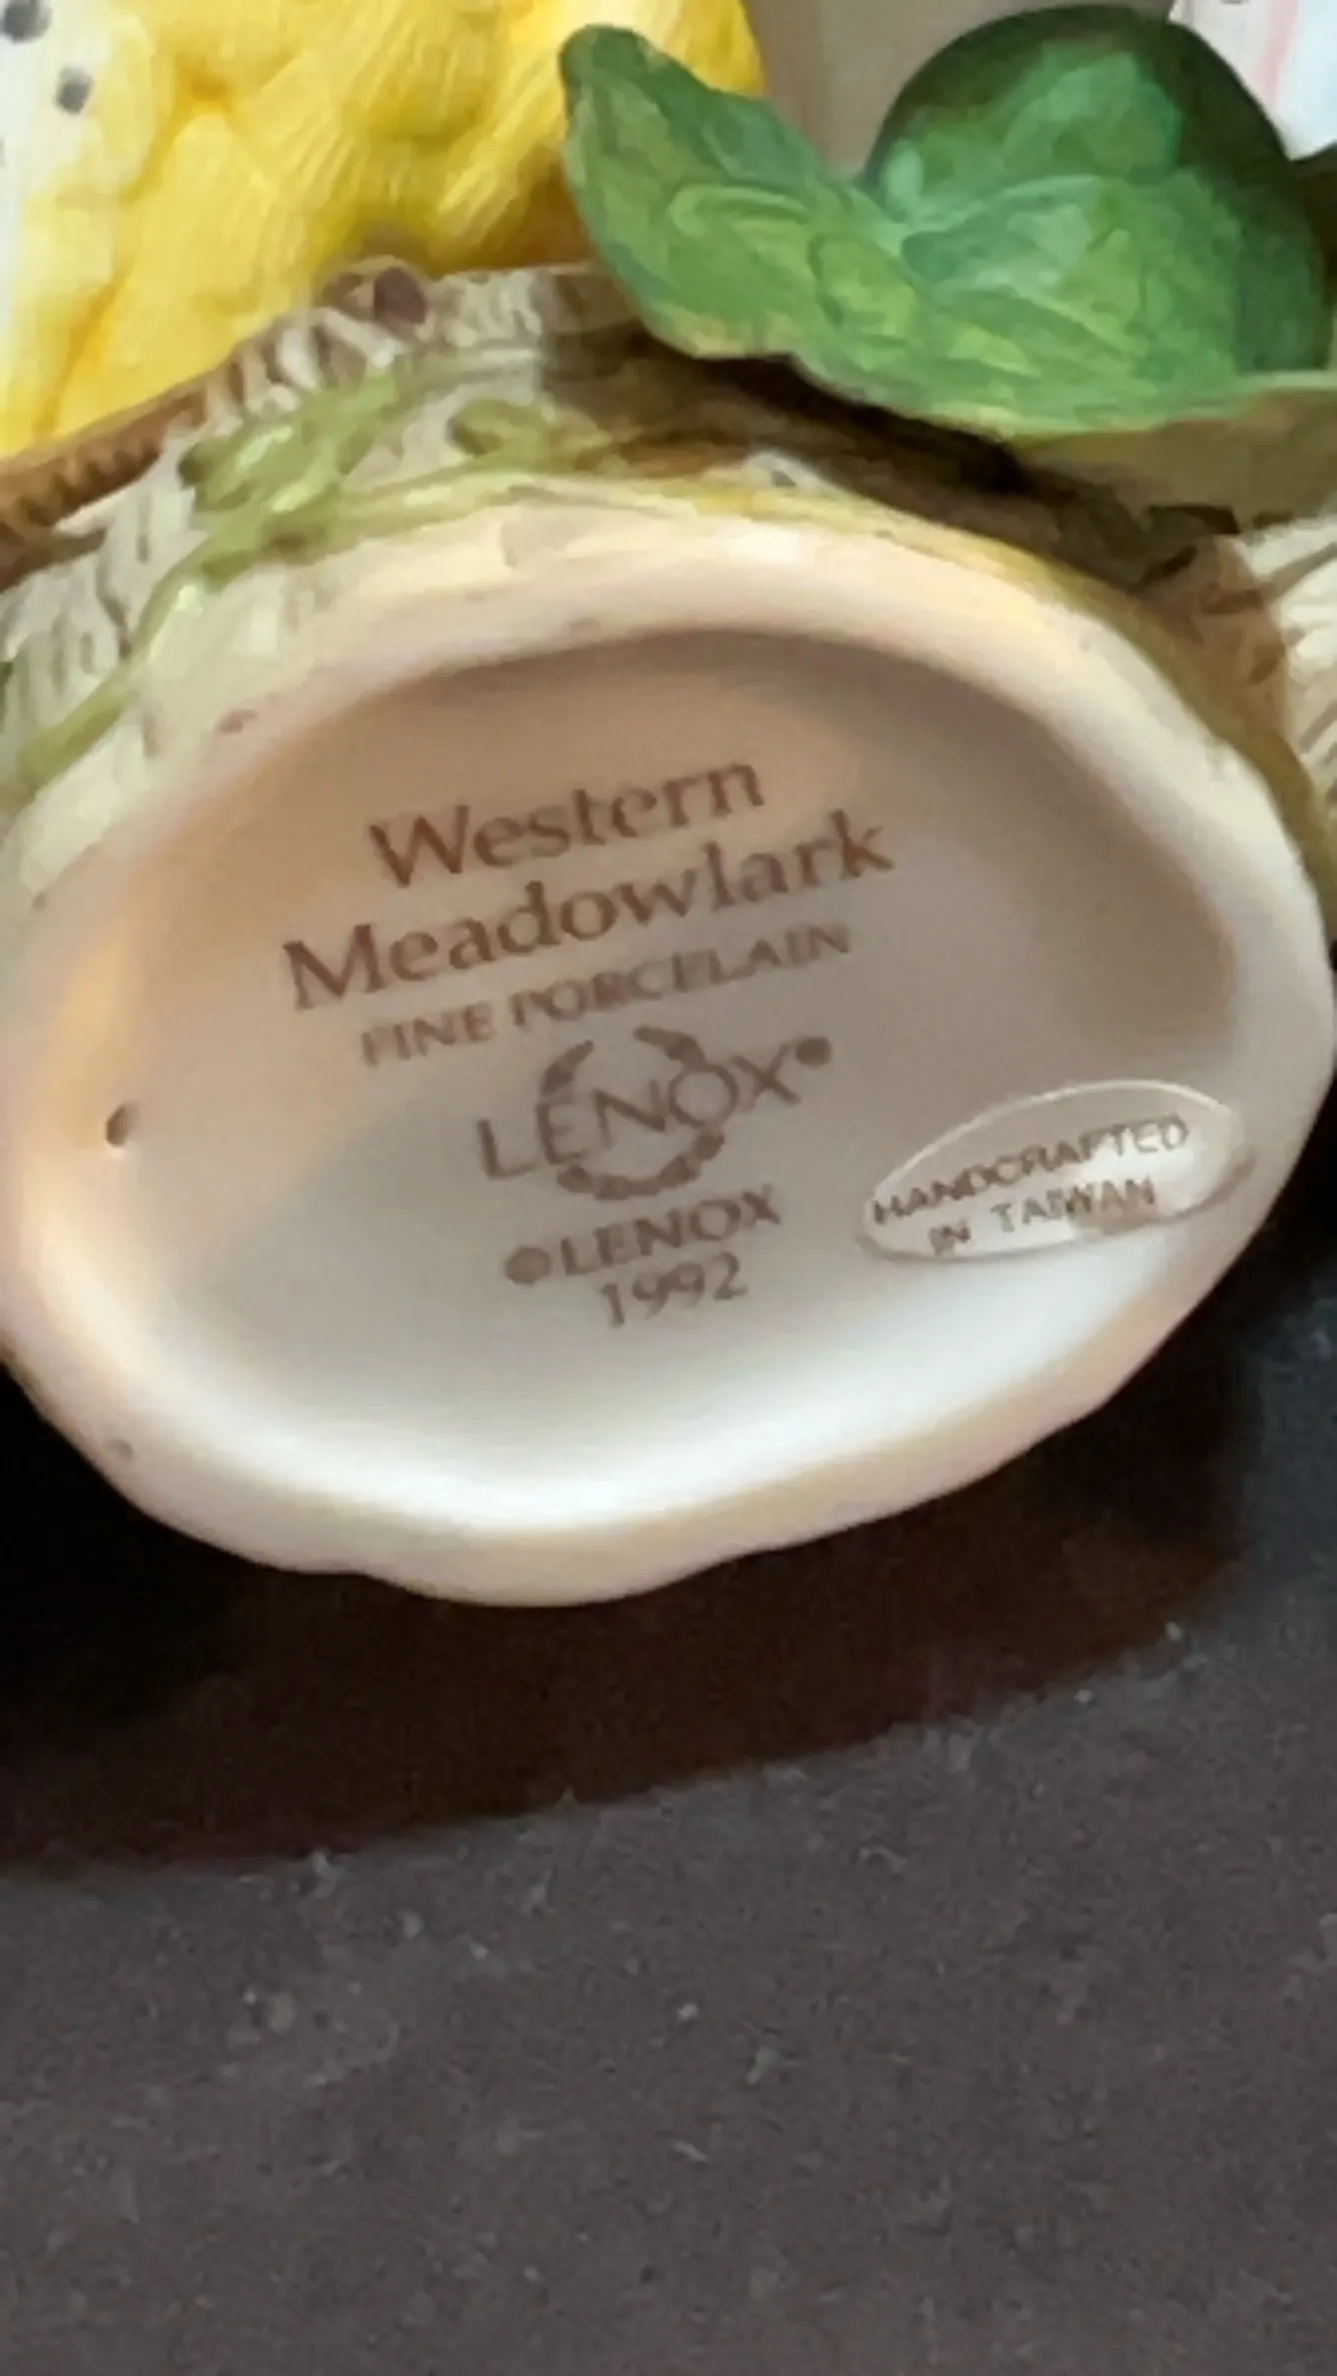 Western
Meadowlark
FINE PORCELAIN
LENOX®
©LENOX
1992
HANDCRAFTED
IN TAIWAN